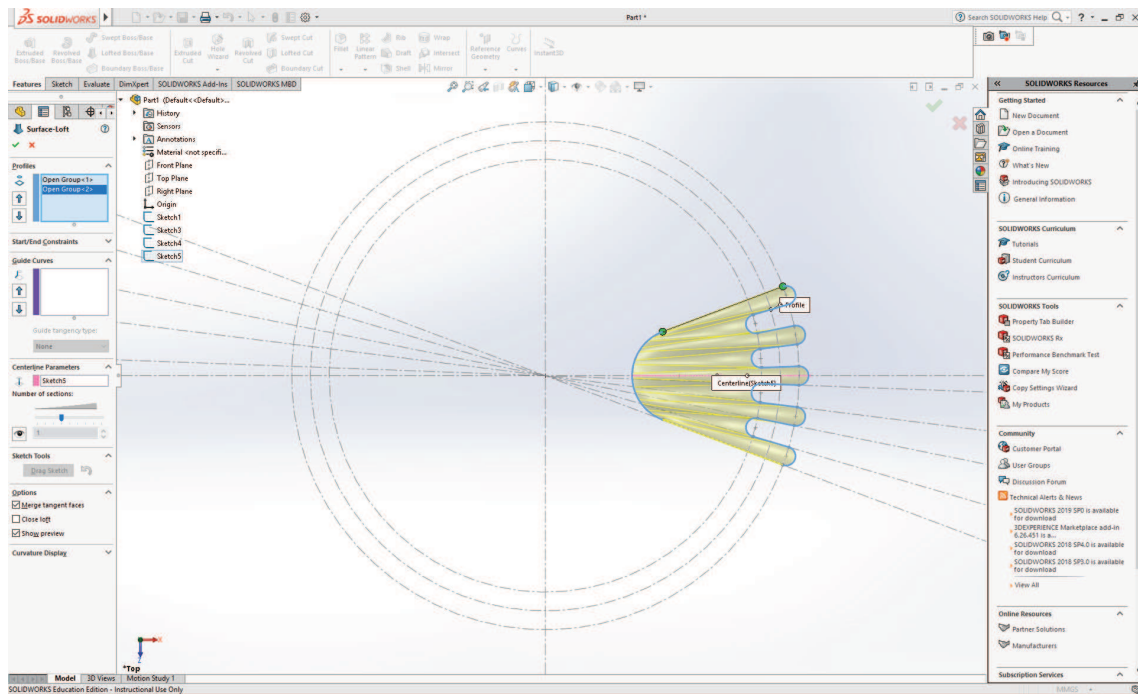 SOLIDWORKS
Part1 *
Search SOLIDWORKS Help
Extruded Boss/Base
Revolved Boss/Base
Swept Boss/Base
Lofted Boss/Base
Boundary Boss/Base
Extruded Cut
Hole Wizard
Revolved Cut
Swept Cut
Lofted Cut
Boundary Cut
Fillet
Linear Pattern
Rib
Draft
Shell
Wrap
Intersect
Mirror
Reference Geometry
Curves
Instant3D
Features
Sketch
Evaluate
DimXpert
SOLIDWORKS Add-Ins
SOLIDWORKS MBD
Surface-Loft
Profiles
Open Group<1>
Open Group<2>
Start/End Constraints
Guide Curves
Guide tangency type:
None
Centerline Parameters
Sketch5
Number of sections:
1
Sketch Tools
Drag Sketch
Options
Merge tangent faces
Close loft
Show preview
Curvature Display
Part1 (Default<<Default>...
History
Sensors
Annotations
Material <not specifi...
Front Plane
Top Plane
Right Plane
Origin
Sketch1
Sketch3
Sketch4
Sketch5
Profile
Centerline(Sketch5)
*Top
SOLIDWORKS Resources
Getting Started
New Document
Open a Document
Online Training
What's New
Introducing SOLIDWORKS
General Information
SOLIDWORKS Curriculum
Tutorials
Student Curriculum
Instructors Curriculum
SOLIDWORKS Tools
Property Tab Builder
SOLIDWORKS Rx
Performance Benchmark Test
Compare My Score
Copy Settings Wizard
My Products
Community
Customer Portal
User Groups
Discussion Forum
Technical Alerts & News
SOLIDWORKS 2019 SP0 is available
for download
3DEXPERIENCE Marketplace add-in
6.26.451 is a...
SOLIDWORKS 2018 SP4.0 is available
for download
SOLIDWORKS 2018 SP3.0 is available
for download
View All
Online Resources
Partner Solutions
Manufacturers
Subscription Services
Model
3D Views
Motion Study 1
SOLIDWORKS Education Edition - Instructional Use Only
MMGS